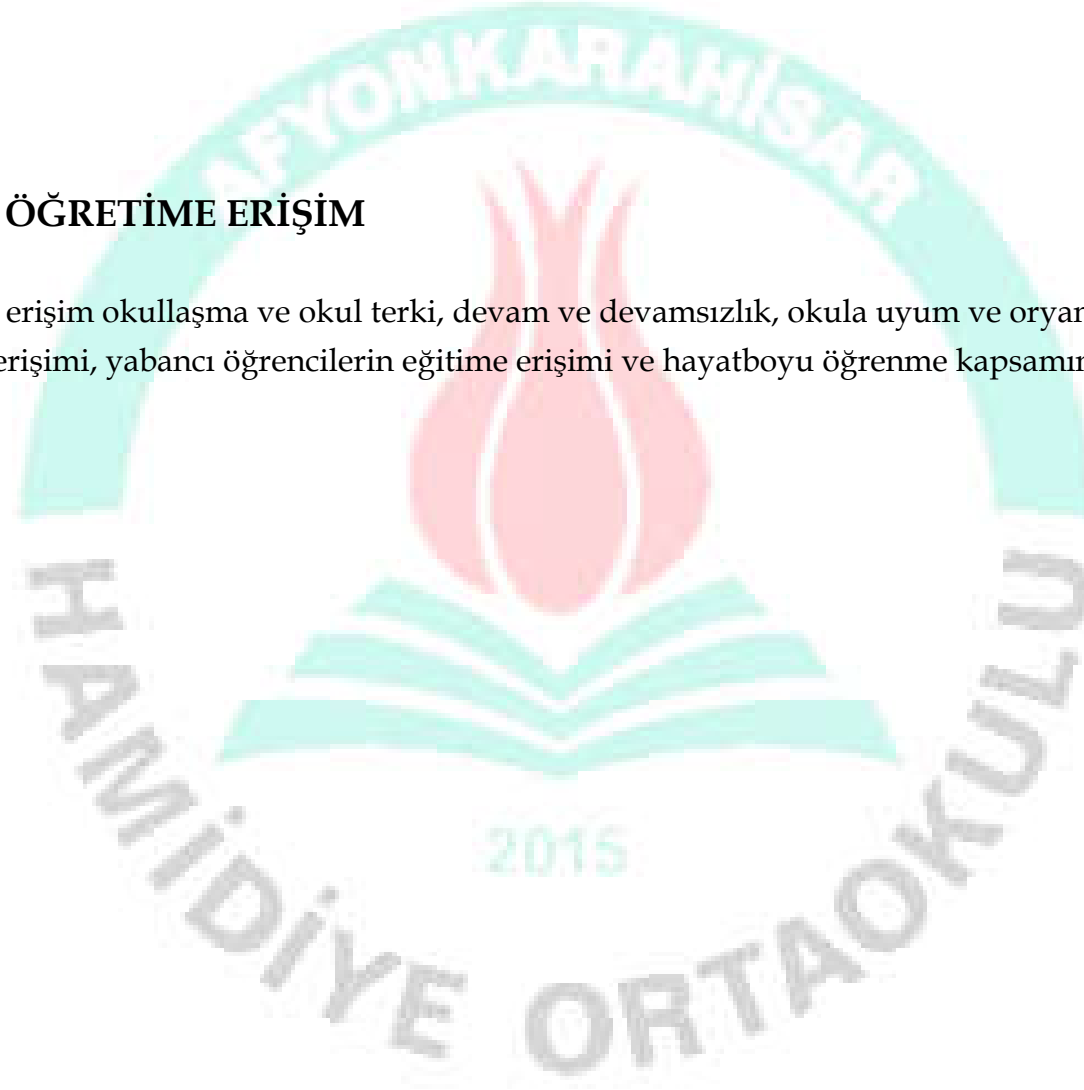 AFYONKARAHİSAR
ÖĞRETİME ERİŞİM
erişim okullaşma ve okul terki, devam ve devamsızlık, okula uyum ve oryan
erişimi, yabancı öğrencilerin eğitime erişimi ve hayatboyu öğrenme kapsamın
2015
HAMİDİYE ORTAOKULU